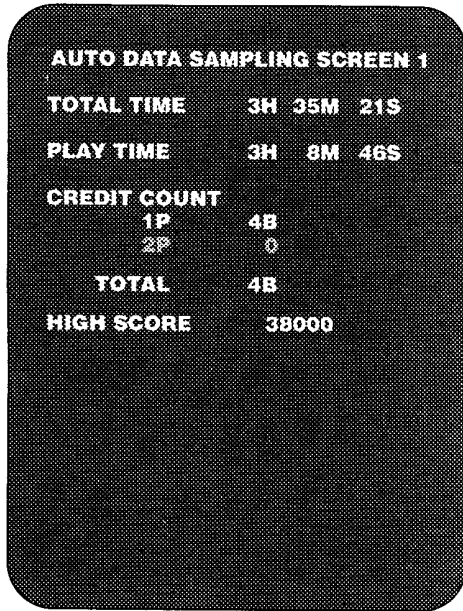 AUTO DATA SAMPLING SCREEN 1
TOTAL TIME 3H 35M 21S
PLAY TIME 3H 8M 46S
CREDIT COUNT
1P 4B
2P 0
TOTAL 4B
HIGH SCORE 38000